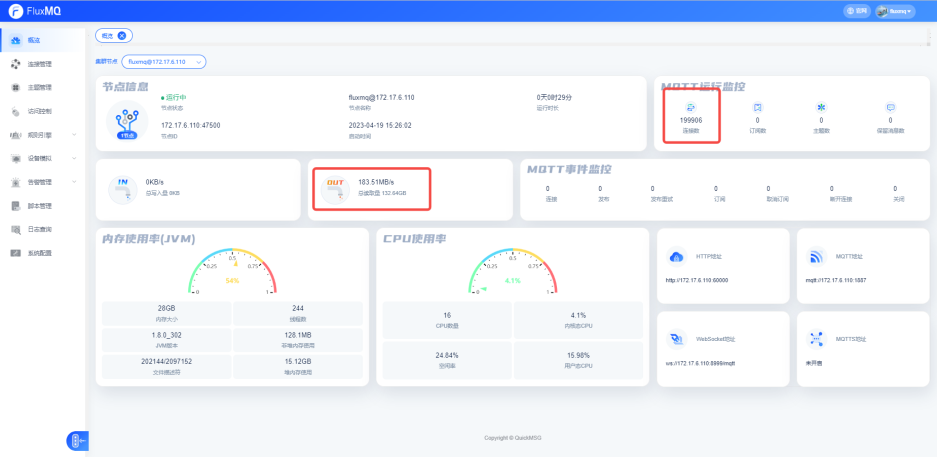 FluxMQ
官网
fluxmq
概览
连接管理
主题管理
访问控制
规则引擎
设备模拟
告警管理
脚本管理
日志查询
系统配置
概览
集群节点
fluxmq@172.17.6.110
节点信息
1节点
运行中
节点状态
fluxmq@172.17.6.110
节点名称
0天0时29分
运行时长
172.17.6.110:47500
节点ID
2023-04-19 15:26:02
启动时间
MQTT运行监控
199906
连接数
0
订阅数
0
主题数
0
保留消息数
IN
0KB/s
总写入量 0KB
OUT
183.51MB/s
总读取量 132.64GB
MQTT事件监控
0
连接
0
发布
0
发布重试
0
订阅
0
取消订阅
0
断开连接
0
关闭
内存使用率(JVM)
0
0.25
0.5
0.75
1
54%
28GB
内存大小
244
线程数
1.8.0_302
JVM版本
128.1MB
非堆内存使用
202144/2097152
文件描述符
15.12GB
堆内存使用
CPU使用率
0
0.25
0.5
0.75
1
4.1%
16
CPU数量
4.1%
内核态CPU
24.84%
空闲率
15.98%
用户态CPU
HTTP地址
http://172.17.6.110:60000
MQTT地址
mqtt://172.17.6.110:1887
WebSocket地址
ws://172.17.6.110:8999/mqtt
MQTTS地址
未开启
Copyright © QuickMSG